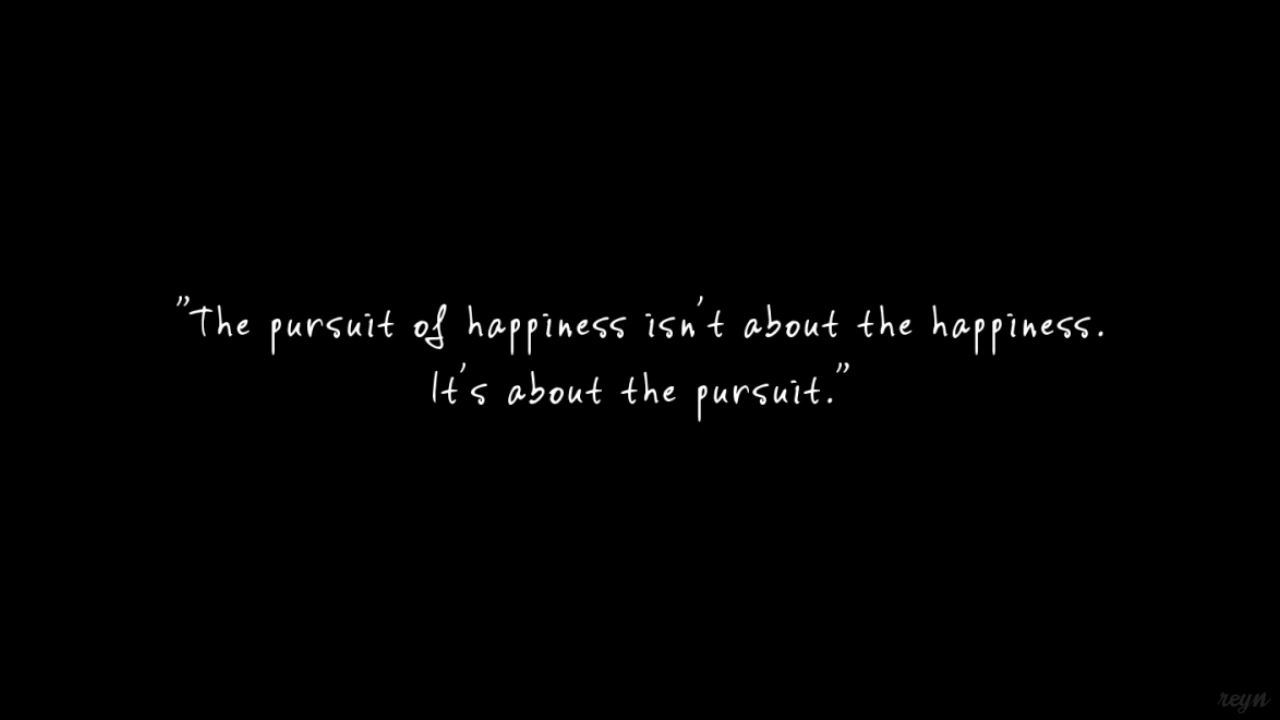 "The pursuit of happiness isn't about the happiness.
It's about the pursuit."
reyn